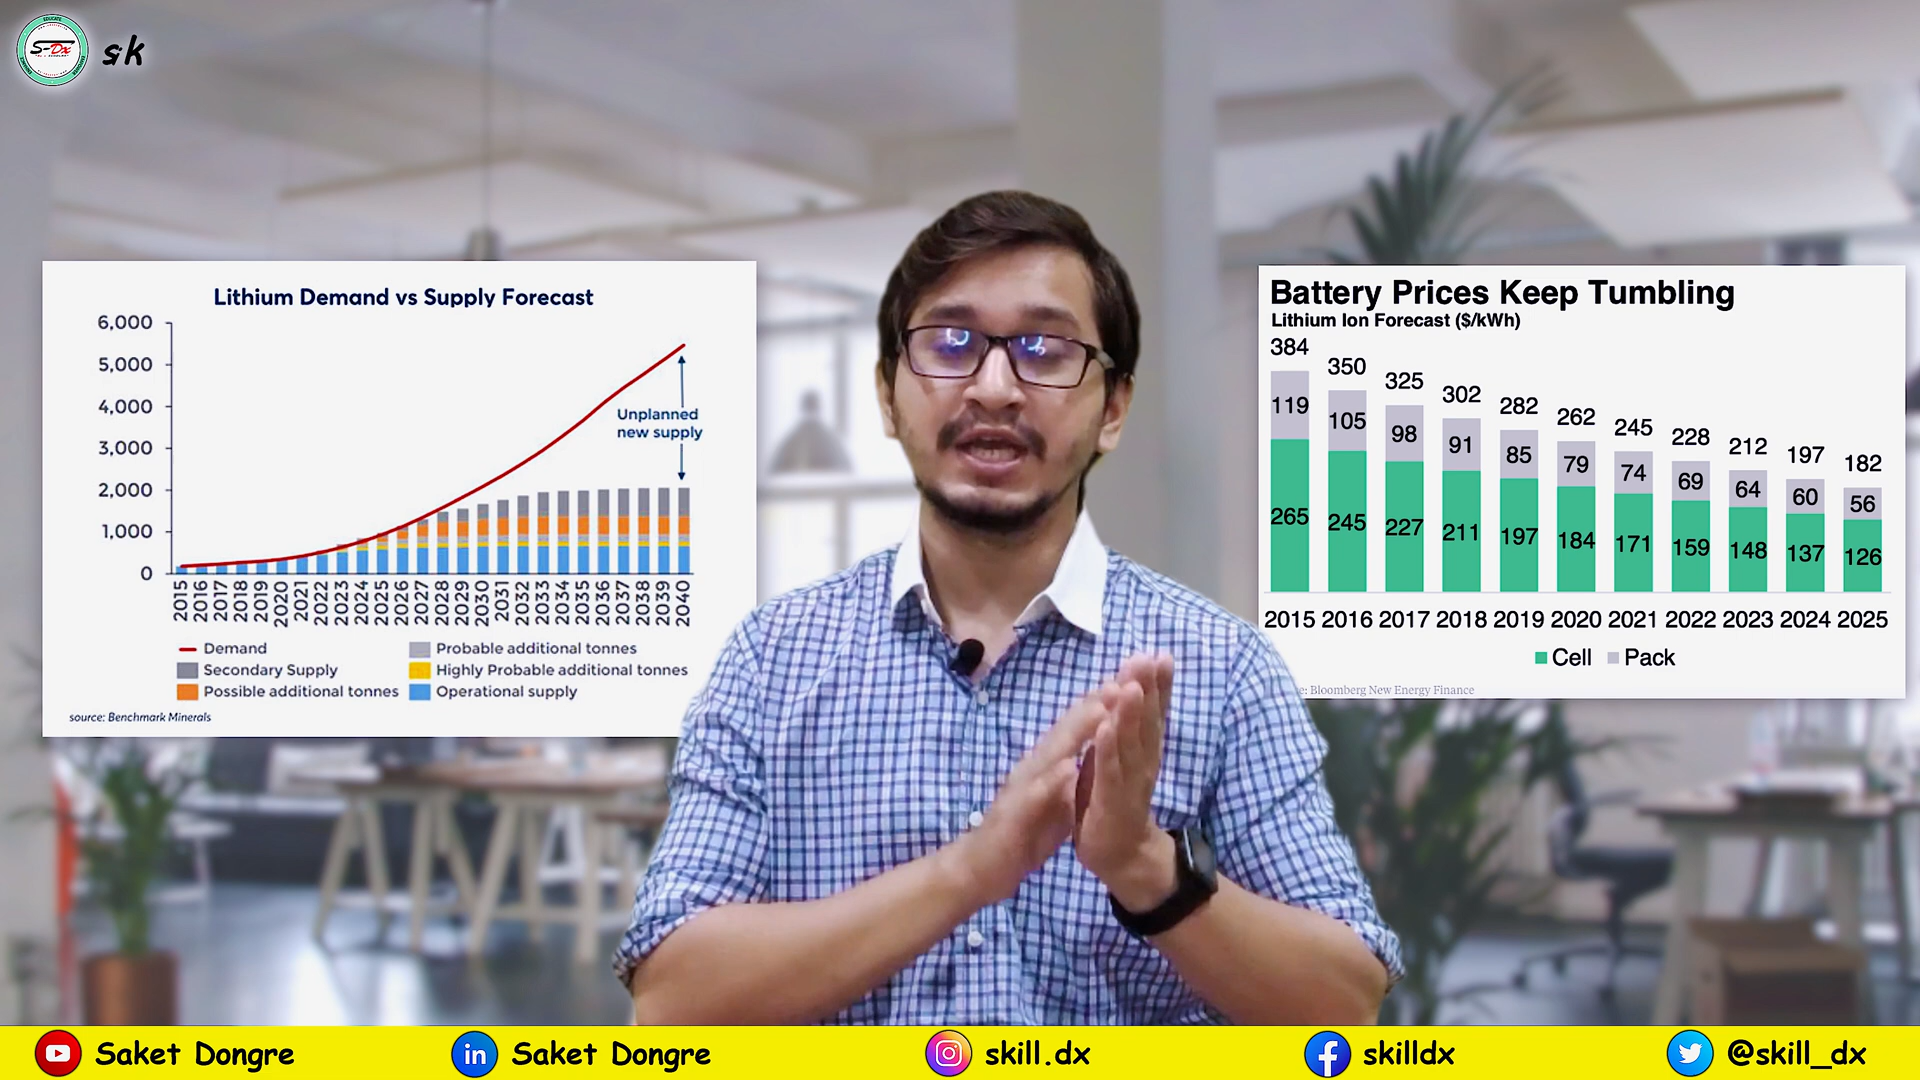 S-Dx
sk
Lithium Demand vs Supply Forecast
6,000
5,000
4,000
3,000
2,000
1,000
0
Unplanned
new supply
2015 2016 2017 2018 2019 2020 2021 2022 2023 2024 2025 2026 2027 2028 2029 2030 2031 2032 2033 2034 2035 2036 2037 2038 2039 2040
Demand
Probable additional tonnes
Secondary Supply
Highly Probable additional tonnes
Possible additional tonnes
Operational supply
source: Benchmark Minerals
Battery Prices Keep Tumbling
Lithium Ion Forecast ($/kWh)
384 350 325 302 282 262 245 228 212 197 182
119 105 98 91 85 79 74 69 64 60 56
265 245 227 211 197 184 171 159 148 137 126
2015 2016 2017 2018 2019 2020 2021 2022 2023 2024 2025
Cell Pack
e: Bloomberg New Energy Finance
Saket Dongre
in Saket Dongre
skill.dx
f skilldx
@skill_dx